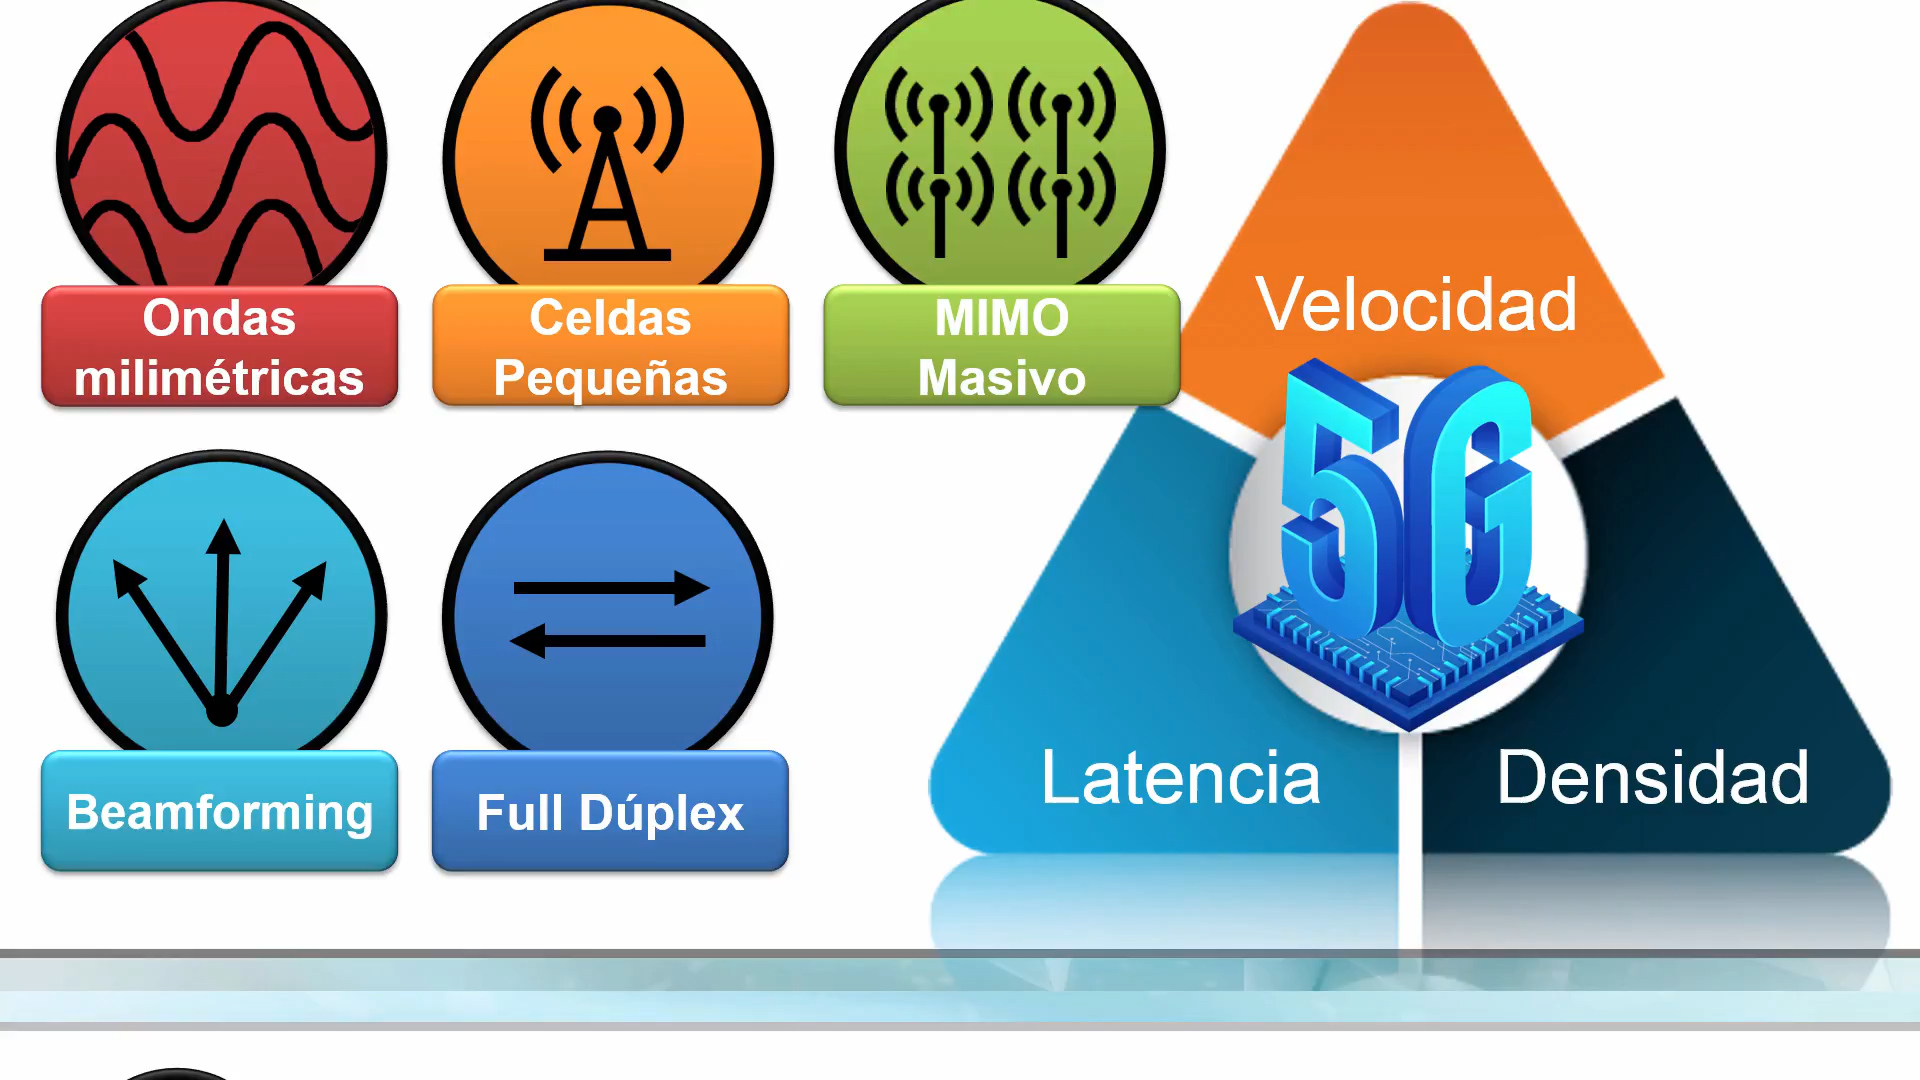 Ondas
milimétricas
Celdas
Pequeñas
MIMO
Masivo
Beamforming
Full Dúplex
Velocidad
5G
Latencia
Densidad